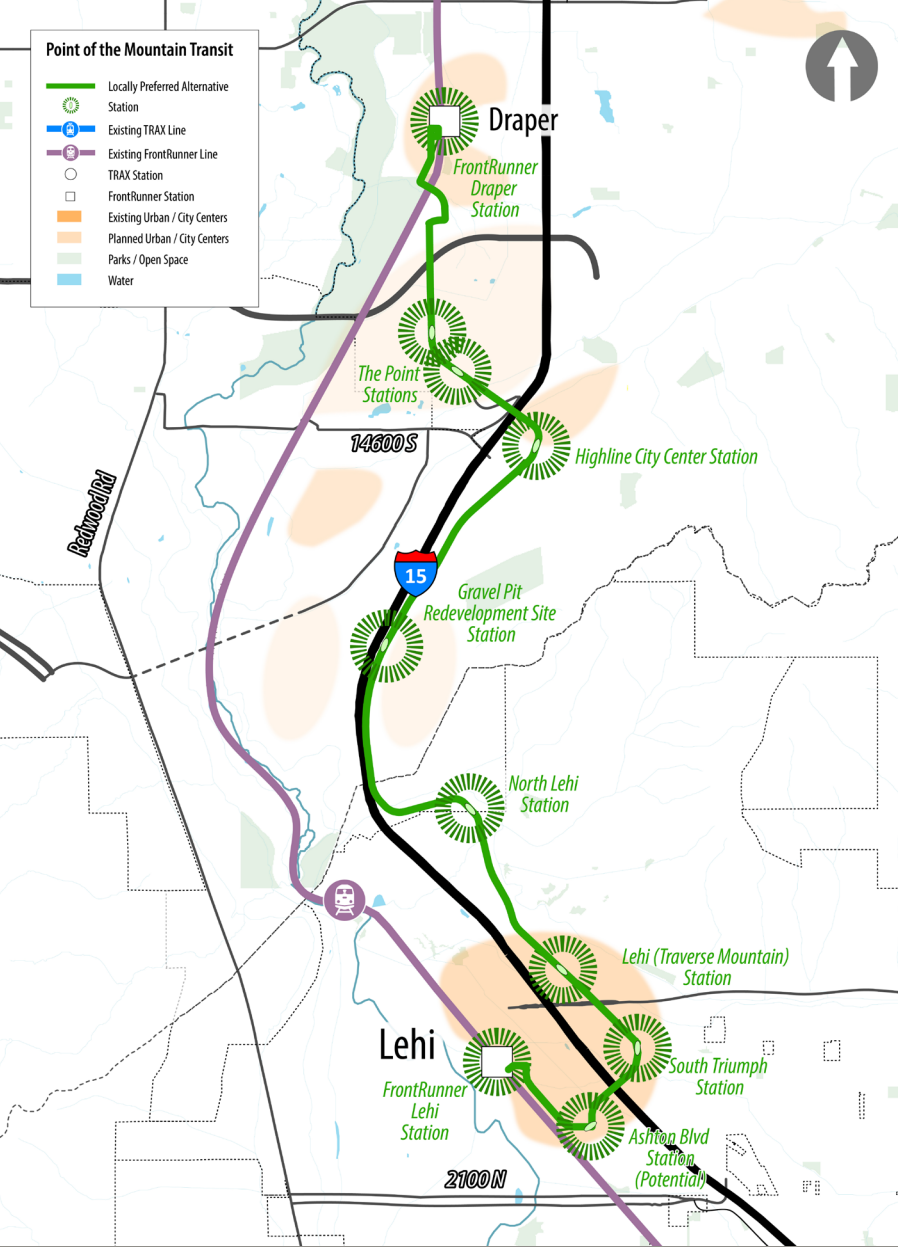 Point of the Mountain Transit
Locally Preferred Alternative
Station
Existing TRAX Line
Existing FrontRunner Line
TRAX Station
FrontRunner Station
Existing Urban / City Centers
Planned Urban / City Centers
Parks / Open Space
Water
Draper
FrontRunner
Draper
Station
The Point
Stations
14600 S
Highline City Center Station
Redwood Rd
15
Gravel Pit
Redevelopment Site
Station
North Lehi
Station
Lehi (Traverse Mountain)
Station
Lehi
South Triumph
Station
FrontRunner
Lehi
Station
Ashton Blvd
Station
(Potential)
2100 N